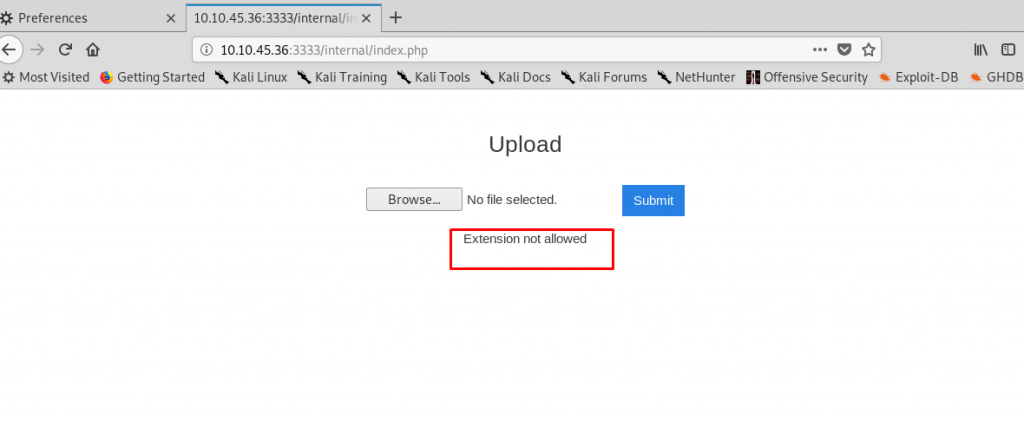 Preferences
10.10.45.36:3333/internal/in
10.10.45.36:3333/internal/index.php
Most Visited Getting Started Kali Linux Kali Training Kali Tools Kali Docs Kali Forums NetHunter Offensive Security Exploit-DB GHDB
Upload
Browse... No file selected. Submit
Extension not allowed